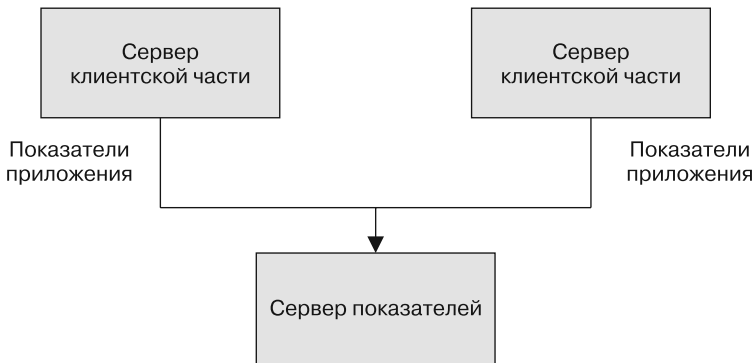 Сервер
клиентской части
Сервер
клиентской части
Показатели
приложения
Показатели
приложения
Сервер показателей